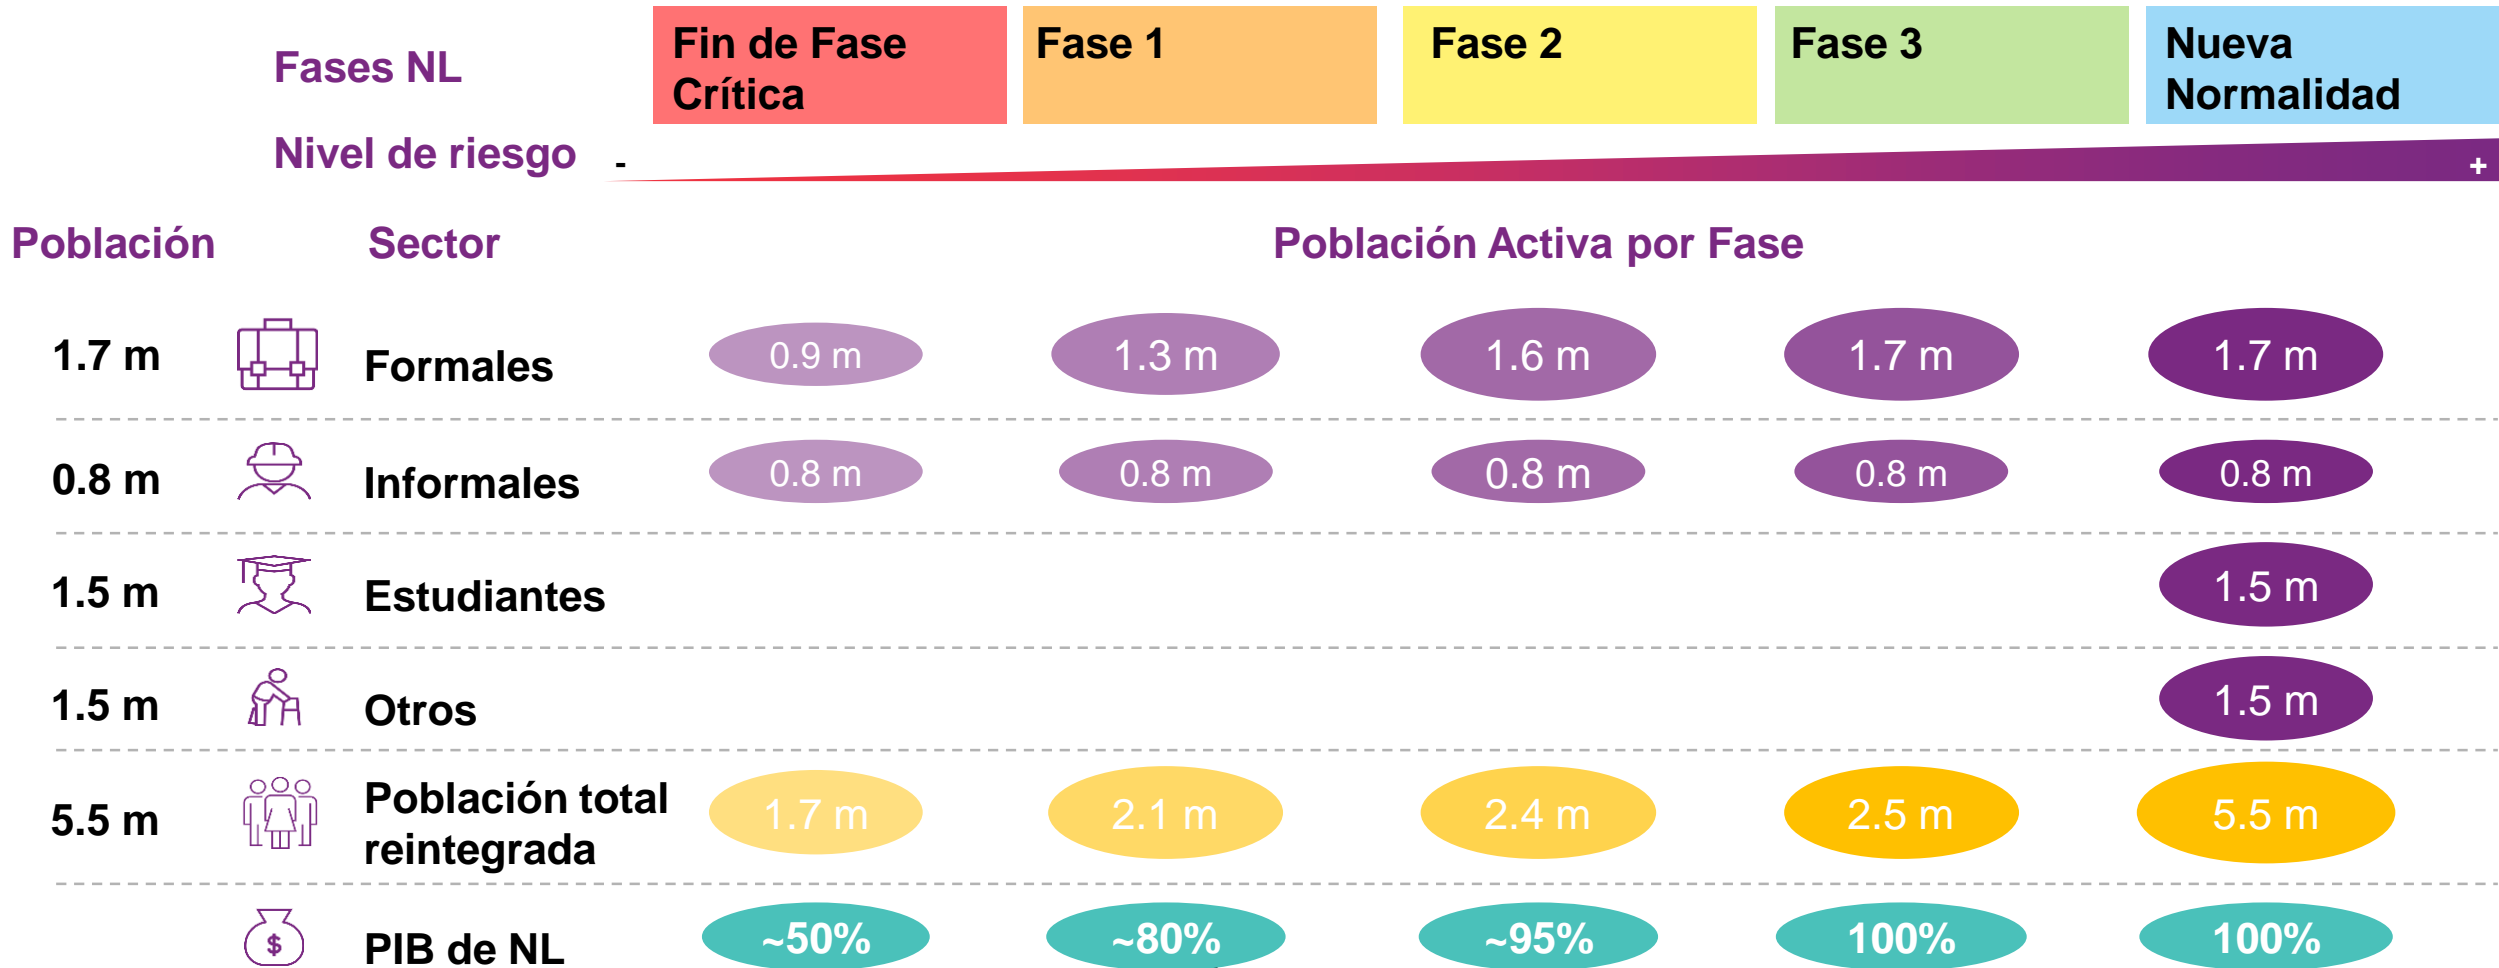 Fases NL
Fin de Fase
Crítica
Fase 1
Fase 2
Fase 3
Nueva
Normalidad
Nivel de riesgo - +
Población Sector Población Activa por Fase
1.7 m Formales 0.9 m 1.3 m 1.6 m 1.7 m 1.7 m
0.8 m Informales 0.8 m 0.8 m 0.8 m 0.8 m 0.8 m
1.5 m Estudiantes 1.5 m
1.5 m Otros 1.5 m
5.5 m Población total
reintegrada 1.7 m 2.1 m 2.4 m 2.5 m 5.5 m
$ PIB de NL ~50% ~80% ~95% 100% 100%